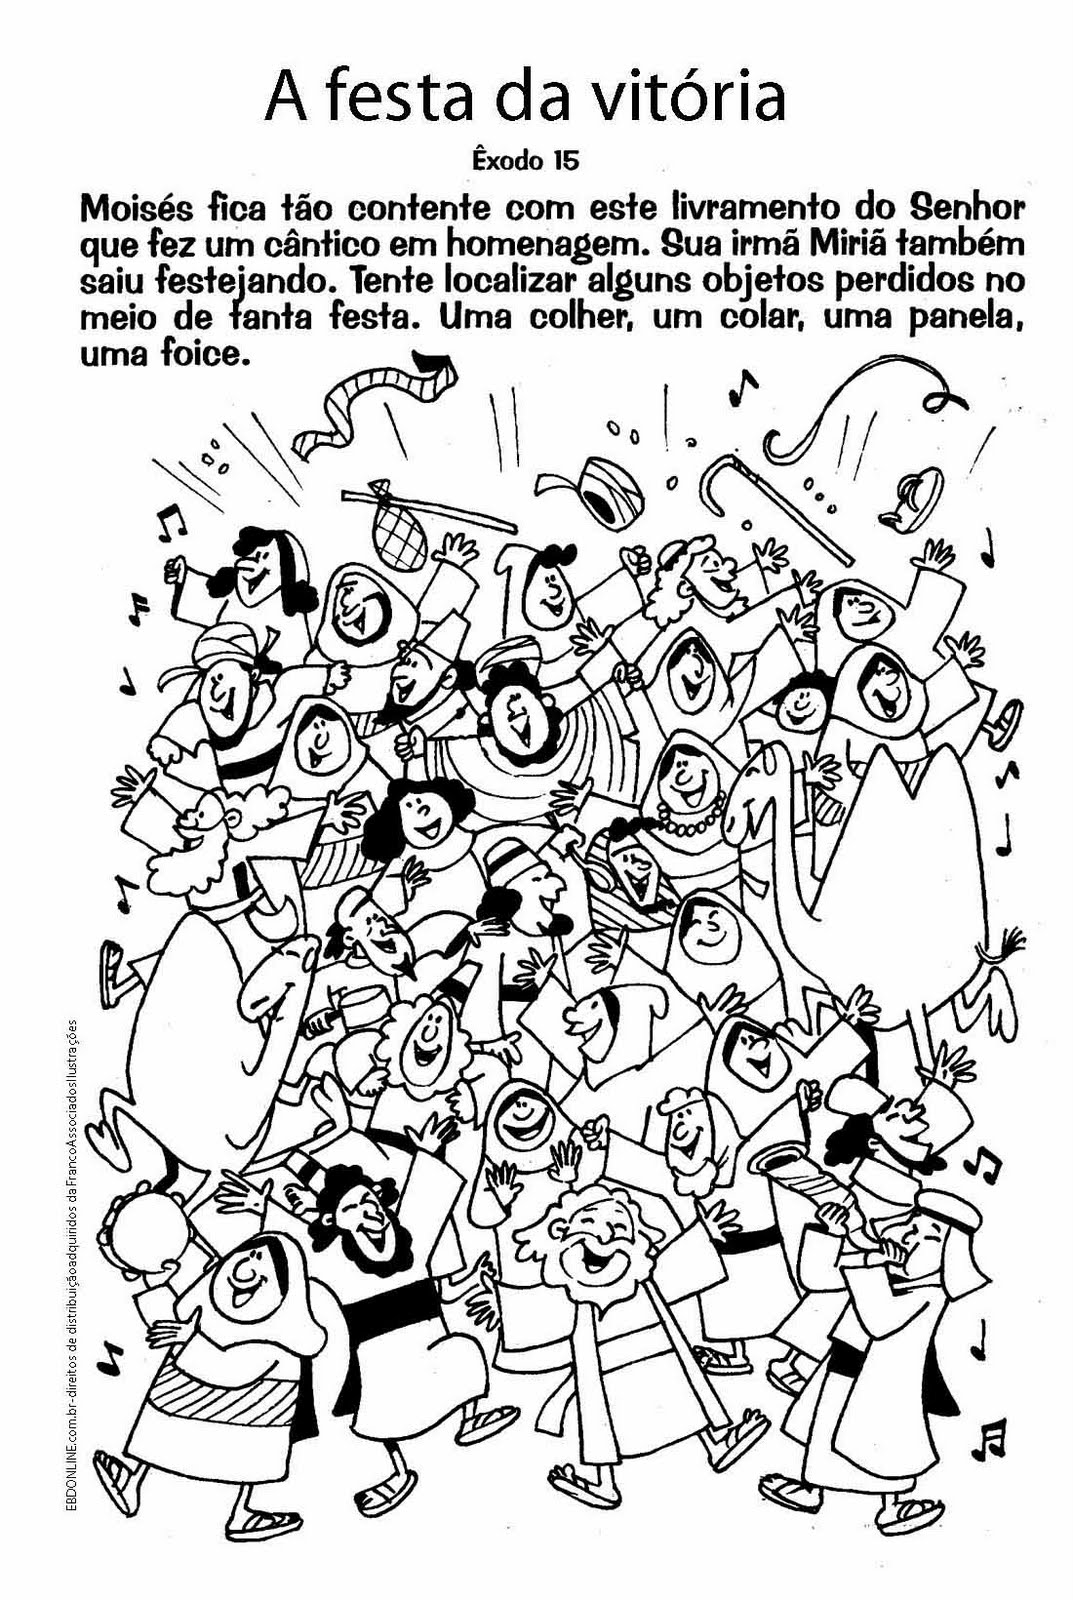 A festa da vitória
Êxodo 15
Moisés fica tão contente com este livramento do Senhor
que fez um cântico em homenagem. Sua irmã Miriã também
saiu festejando. Tente localizar alguns objetos perdidos no
meio de tanta festa. Uma colher, um colar, uma panela,
uma foice.
EBDONLINE.com.br-direitos de distribuiçãoadquiridos da FrancoAssociadosIlustrações